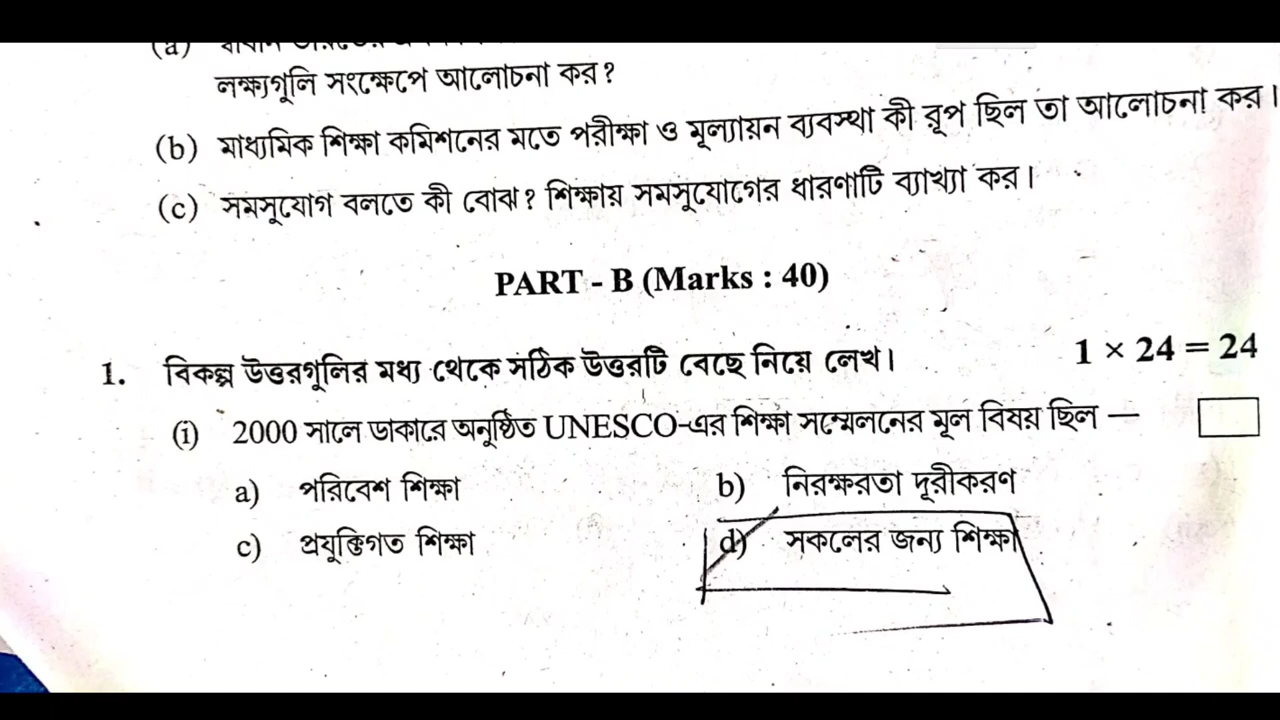 (a)
লক্ষ্যগুলি সংক্ষেপে আলোচনা কর?
(b) মাধ্যমিক শিক্ষা কমিশনের মতে পরীক্ষা ও মূল্যায়ন ব্যবস্থা কী রূপ ছিল তা আলোচনা কর।
(c) সমসুযোগ বলতে কী বোঝ? শিক্ষায় সমসুযোগের ধারণাটি ব্যাখ্যা কর।
PART - B (Marks : 40)
1. বিকল্প উত্তরগুলির মধ্য থেকে সঠিক উত্তরটি বেছে নিয়ে লেখ। 1 × 24 = 24
(i) 2000 সালে ডাকারে অনুষ্ঠিত UNESCO-এর শিক্ষা সম্মেলনের মূল বিষয় ছিল —
a) পরিবেশ শিক্ষা b) নিরক্ষরতা দূরীকরণ
c) প্রযুক্তিগত শিক্ষা d) সকলের জন্য শিক্ষা